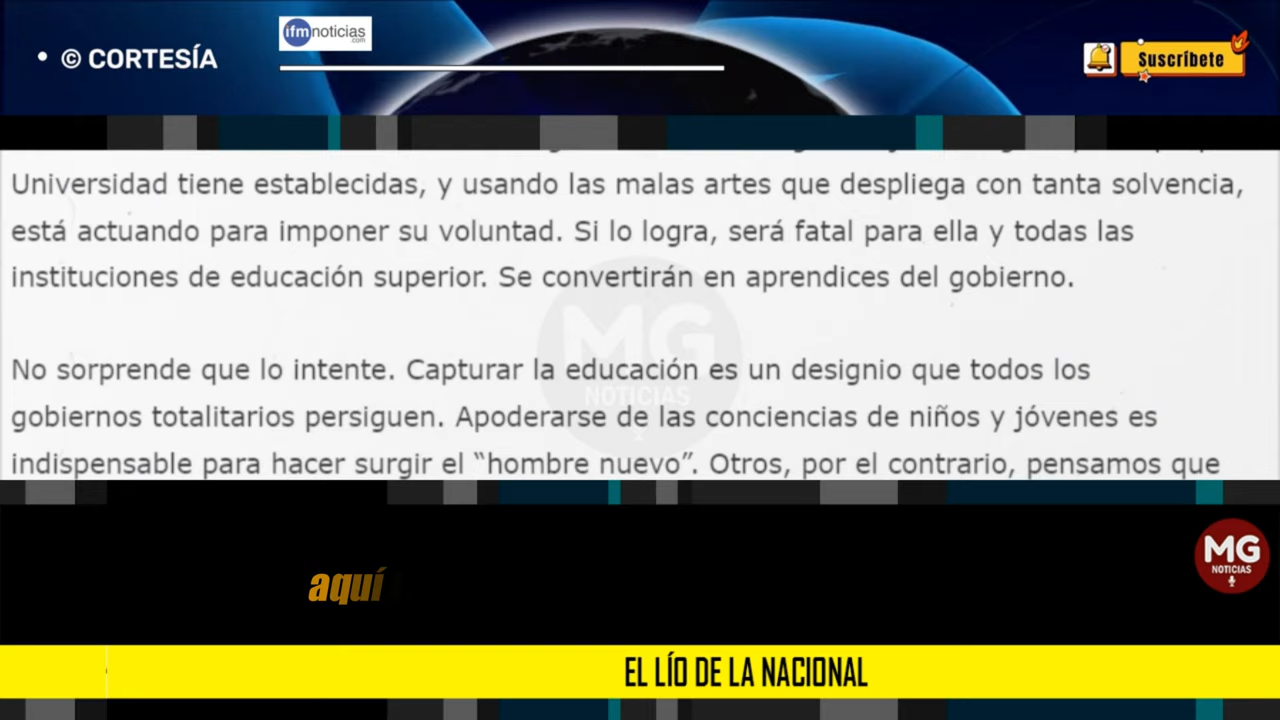 • © CORTESÍA
ifmnoticias
.com
Suscríbete
Universidad tiene establecidas, y usando las malas artes que despliega con tanta solvencia,
está actuando para imponer su voluntad. Si lo logra, será fatal para ella y todas las
instituciones de educación superior. Se convertirán en aprendices del gobierno.
No sorprende que lo intente. Capturar la educación es un designio que todos los
gobiernos totalitarios persiguen. Apoderarse de las conciencias de niños y jóvenes es
indispensable para hacer surgir el “hombre nuevo”. Otros, por el contrario, pensamos que
MG
NOTICIAS
MG
NOTICIAS
aquí
EL LÍO DE LA NACIONAL